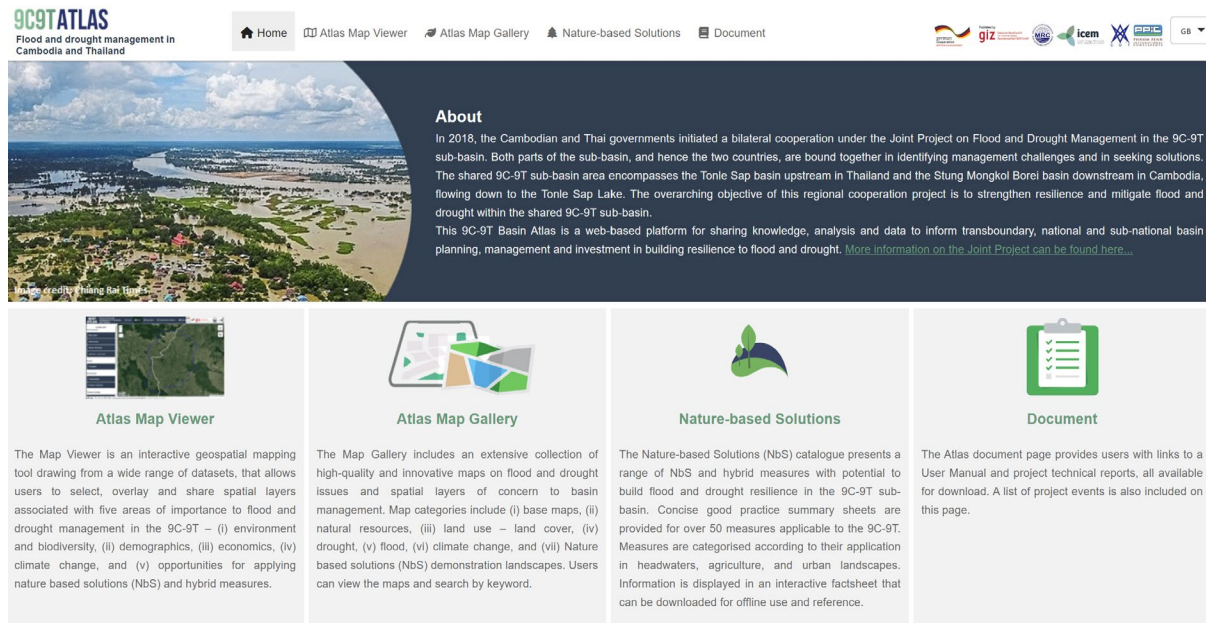 9C9TATLAS
Flood and drought management in
Cambodia and Thailand
Home
Atlas Map Viewer
Atlas Map Gallery
Nature-based Solutions
Document
giz
MRC
icem
GB
About
In 2018, the Cambodian and Thai governments initiated a bilateral cooperation under the Joint Project on Flood and Drought Management in the 9C-9T
sub-basin. Both parts of the sub-basin, and hence the two countries, are bound together in identifying management challenges and in seeking solutions.
The shared 9C-9T sub-basin area encompasses the Tonle Sap basin upstream in Thailand and the Stung Mongkol Borei basin downstream in Cambodia,
flowing down to the Tonle Sap Lake. The overarching objective of this regional cooperation project is to strengthen resilience and mitigate flood and
drought within the shared 9C-9T sub-basin.
This 9C-9T Basin Atlas is a web-based platform for sharing knowledge, analysis and data to inform transboundary, national and sub-national basin
planning, management and investment in building resilience to flood and drought. More information on the Joint Project can be found here...
Image credit: Chiang Rai Times
Atlas Map Viewer
The Map Viewer is an interactive geospatial mapping
tool drawing from a wide range of datasets, that allows
users to select, overlay and share spatial layers
associated with five areas of importance to flood and
drought management in the 9C-9T – (i) environment
and biodiversity, (ii) demographics, (iii) economics, (iv)
climate change, and (v) opportunities for applying
nature based solutions (NbS) and hybrid measures.
Atlas Map Gallery
The Map Gallery includes an extensive collection of
high-quality and innovative maps on flood and drought
issues and spatial layers of concern to basin
management. Map categories include (i) base maps, (ii)
natural resources, (iii) land use – land cover, (iv)
drought, (v) flood, (vi) climate change, and (vii) Nature
based solutions (NbS) demonstration landscapes. Users
can view the maps and search by keyword.
Nature-based Solutions
The Nature-based Solutions (NbS) catalogue presents a
range of NbS and hybrid measures with potential to
build flood and drought resilience in the 9C-9T sub-
basin. Concise good practice summary sheets are
provided for over 50 measures applicable to the 9C-9T.
Measures are categorised according to their application
in headwaters, agriculture, and urban landscapes.
Information is displayed in an interactive factsheet that
can be downloaded for offline use and reference.
Document
The Atlas document page provides users with links to a
User Manual and project technical reports, all available
for download. A list of project events is also included on
this page.